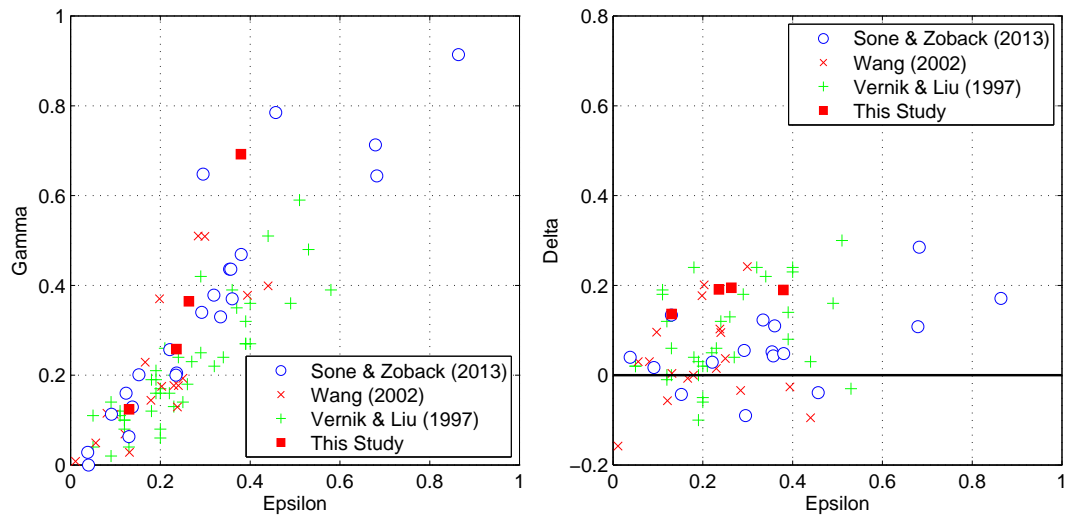 1
0.8
0.6
0.4
0.2
0
0 0.2 0.4 0.6 0.8 1
Gamma
Epsilon
Sone & Zoback (2013)
Wang (2002)
Vernik & Liu (1997)
This Study
0.8
0.6
0.4
0.2
0
−0.2
0 0.2 0.4 0.6 0.8 1
Delta
Epsilon
Sone & Zoback (2013)
Wang (2002)
Vernik & Liu (1997)
This Study